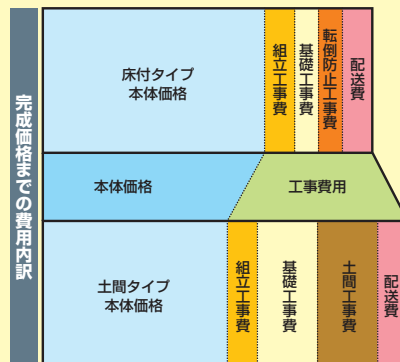 完成価格までの費用内訳
床付タイプ
本体価格
組立工事費
基礎工事費
転倒防止工事費
配送費
本体価格
工事費用
土間タイプ
本体価格
組立工事費
基礎工事費
土間工事費
配送費